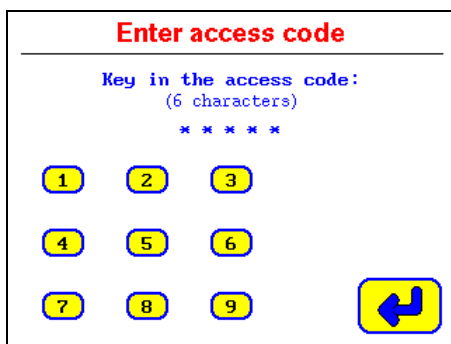 Enter access code
Key in the access code:
(6 characters)
* * * * *
1 2 3
4 5 6
7 8 9